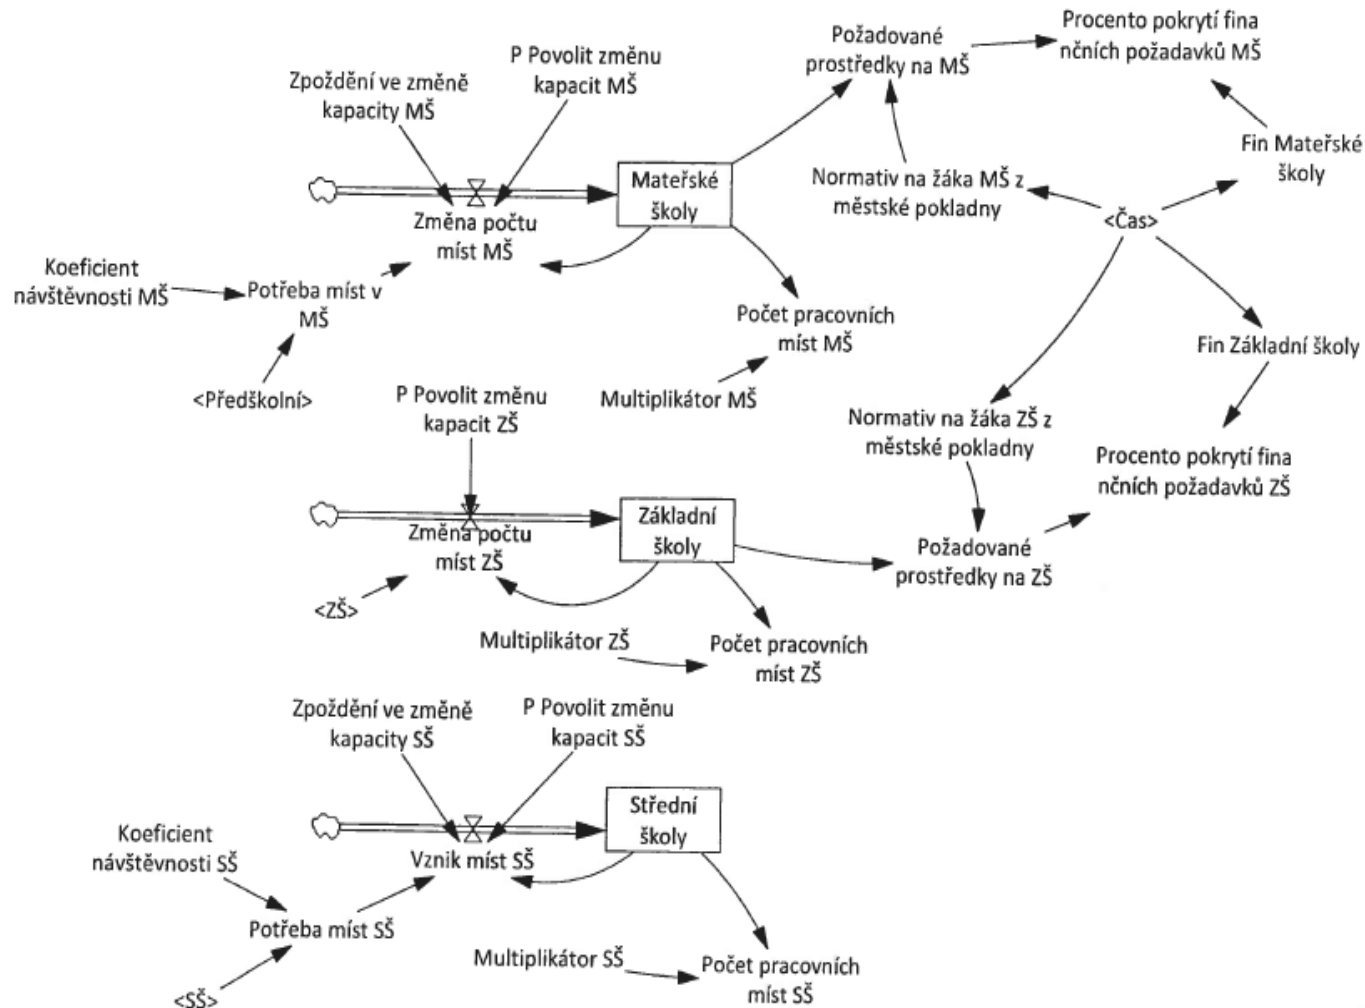 Požadované
prostředky na MŠ
Procento pokrytí fina
nčních požadavků MŠ
P Povolit změnu
kapacit MŠ
Zpoždění ve změně
kapacity MŠ
Fin Mateřské
školy
Mateřské
školy
Normativ na žáka MŠ z
městské pokladny
<Čas>
Změna počtu
míst MŠ
Koeficient
návštěvnosti MŠ
Potřeba míst v
MŠ
Počet pracovních
míst MŠ
Fin Základní školy
<Předškolní>
Multiplikátor MŠ
P Povolit změnu
kapacit ZŠ
Normativ na žáka ZŠ z
městské pokladny
Procento pokrytí fina
nčních požadavků ZŠ
Základní
školy
Změna počtu
míst ZŠ
Požadované
prostředky na ZŠ
<ZŠ>
Multiplikátor ZŠ
Počet pracovních
míst ZŠ
Zpoždění ve změně
kapacity SŠ
P Povolit změnu
kapacit SŠ
Střední
školy
Koeficient
návštěvnosti SŠ
Vznik míst SŠ
Potřeba míst SŠ
Multiplikátor SŠ
Počet pracovních
míst SŠ
<SŠ>